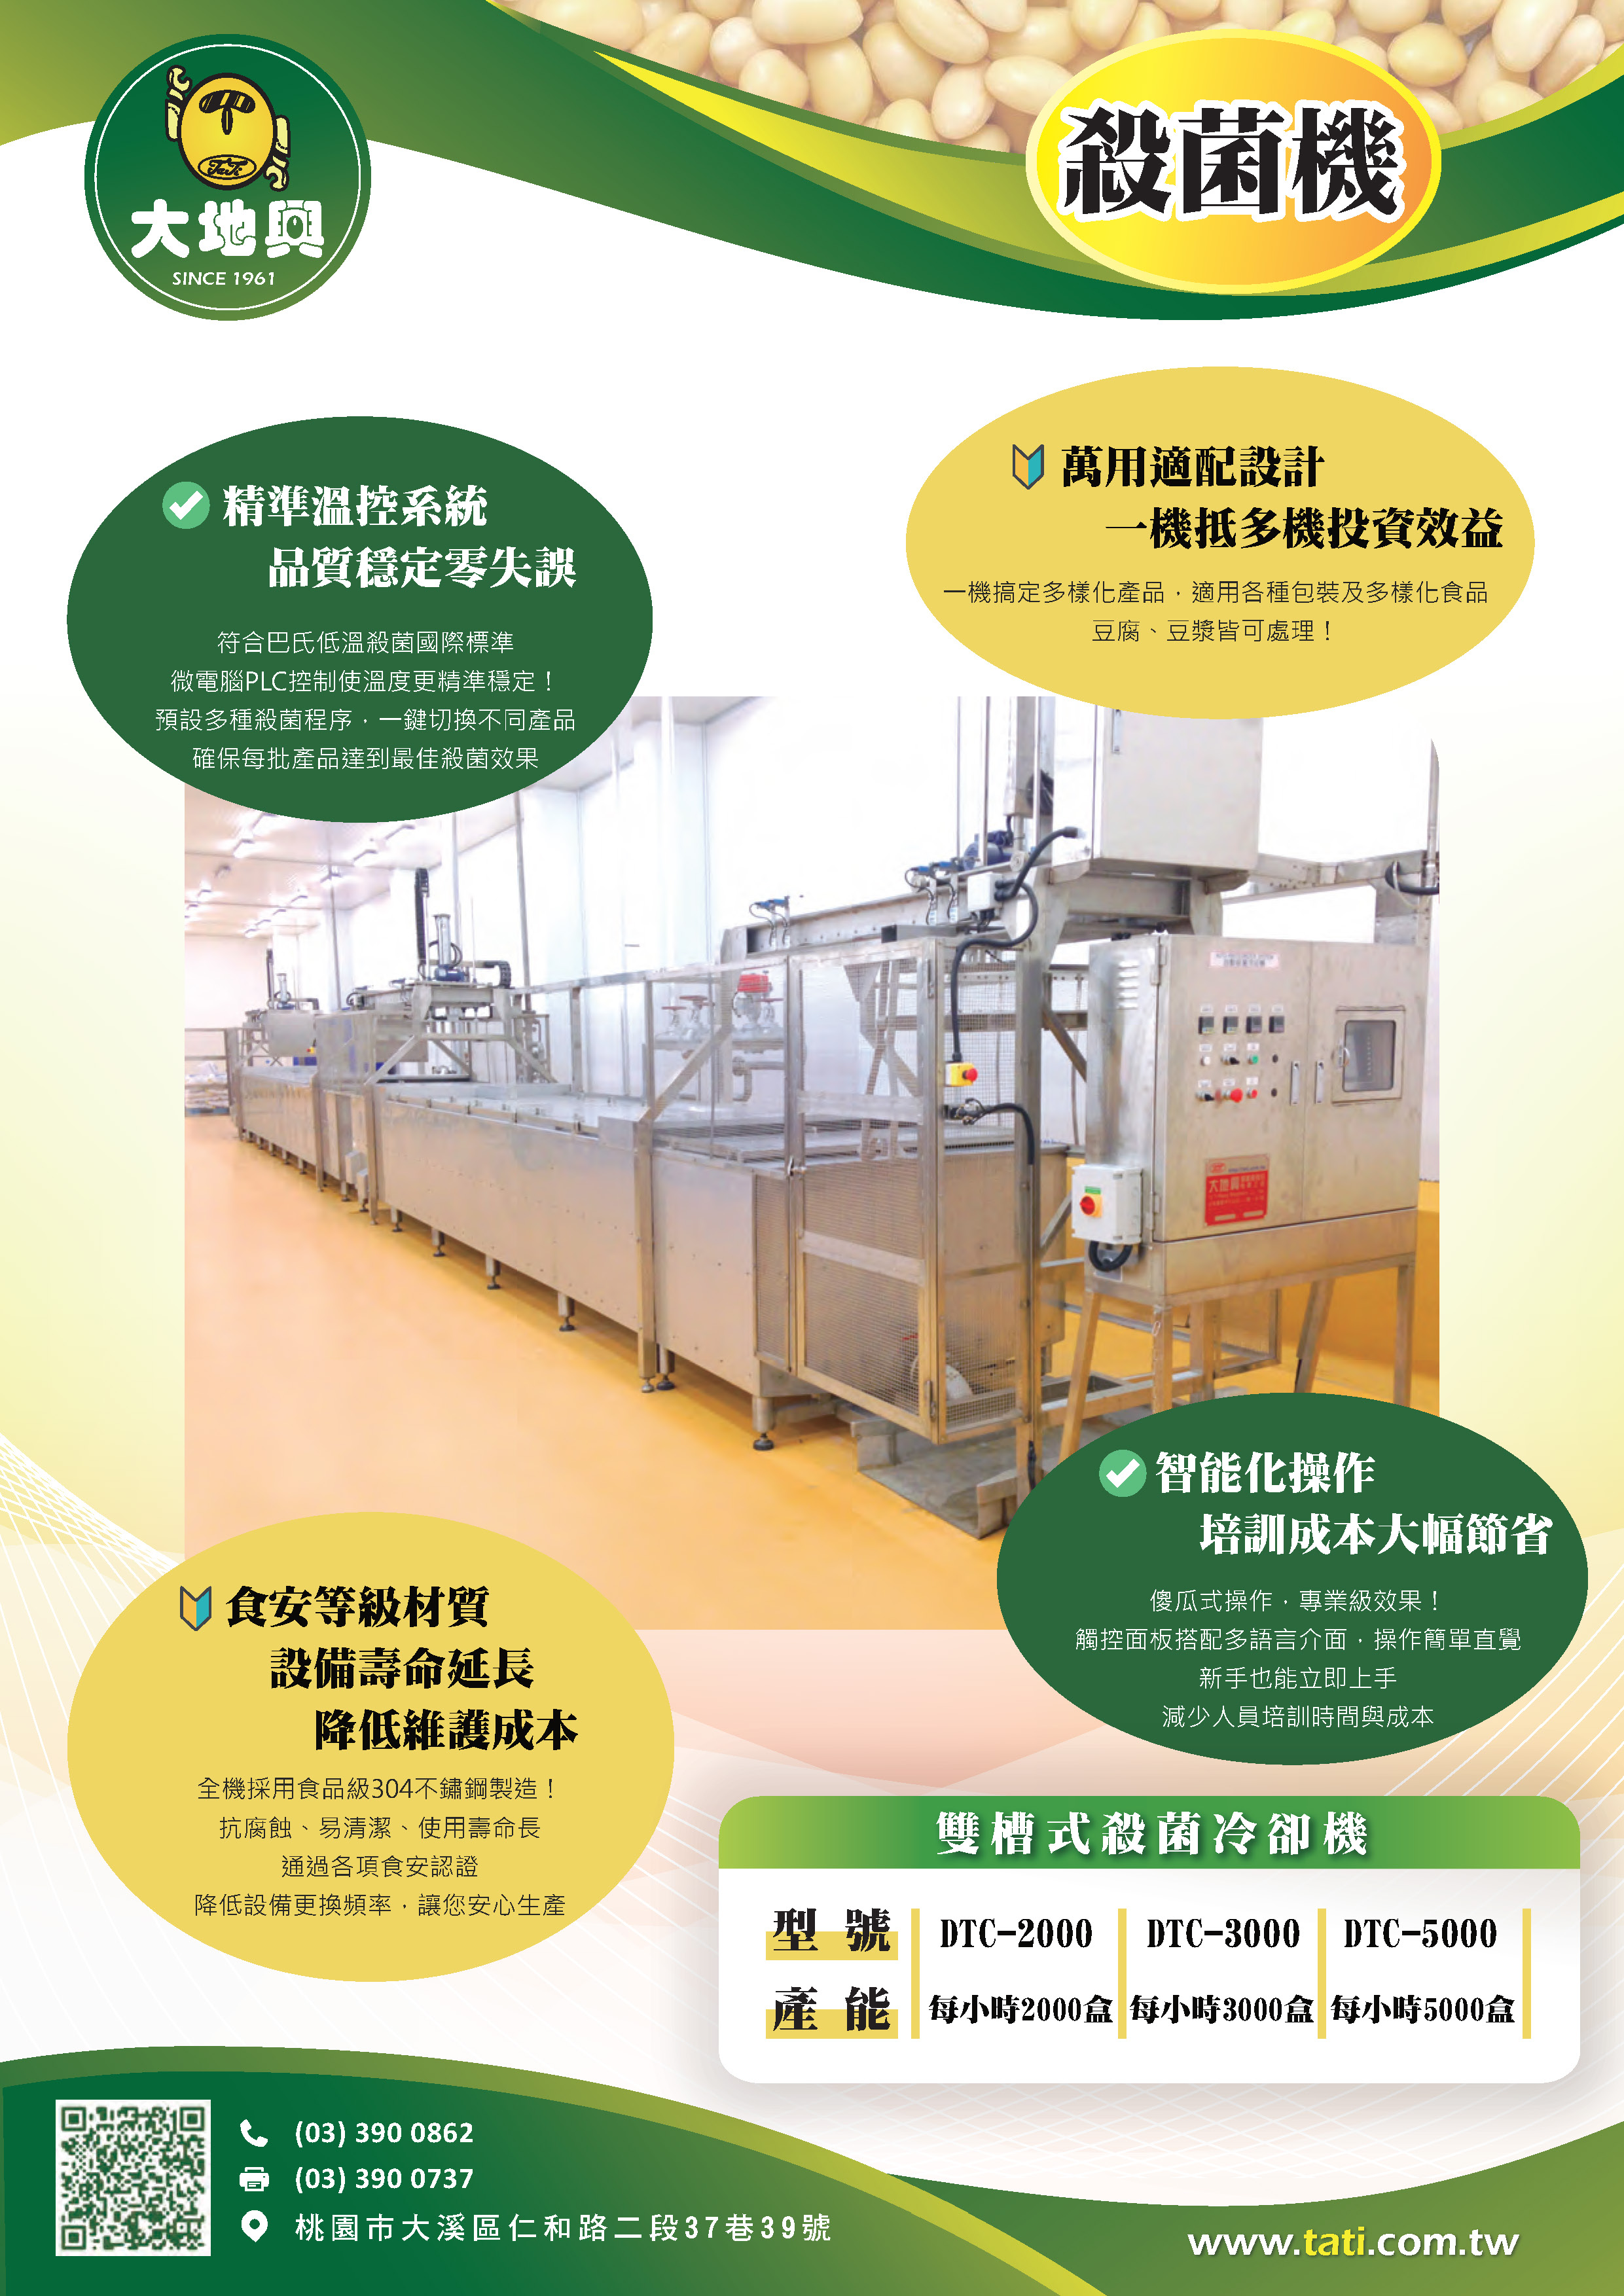 殺菌機
TaTi
大地興
SINCE 1961
精準溫控系統
品質穩定零失誤
符合巴氏低溫殺菌國際標準
微電腦PLC控制使溫度更精準穩定！
預設多種殺菌程序，一鍵切換不同產品
確保每批產品達到最佳殺菌效果
萬用適配設計
一機抵多機投資效益
一機搞定多樣化產品，適用各種包裝及多樣化食品
豆腐、豆漿皆可處理！
大地興
智能化操作
培訓成本大幅節省
傻瓜式操作，專業級效果！
觸控面板搭配多語言介面，操作簡單直覺
新手也能立即上手
減少人員培訓時間與成本
食安等級材質
設備壽命延長
降低維護成本
全機採用食品級304不鏽鋼製造！
抗腐蝕、易清潔、使用壽命長
通過各項食安認證
降低設備更換頻率，讓您安心生產
雙槽式殺菌冷卻機
型號 DTC-2000 DTC-3000 DTC-5000
產能 每小時2000盒 每小時3000盒 每小時5000盒
(03) 390 0862
(03) 390 0737
桃園市大溪區仁和路二段37巷39號
www.tati.com.tw